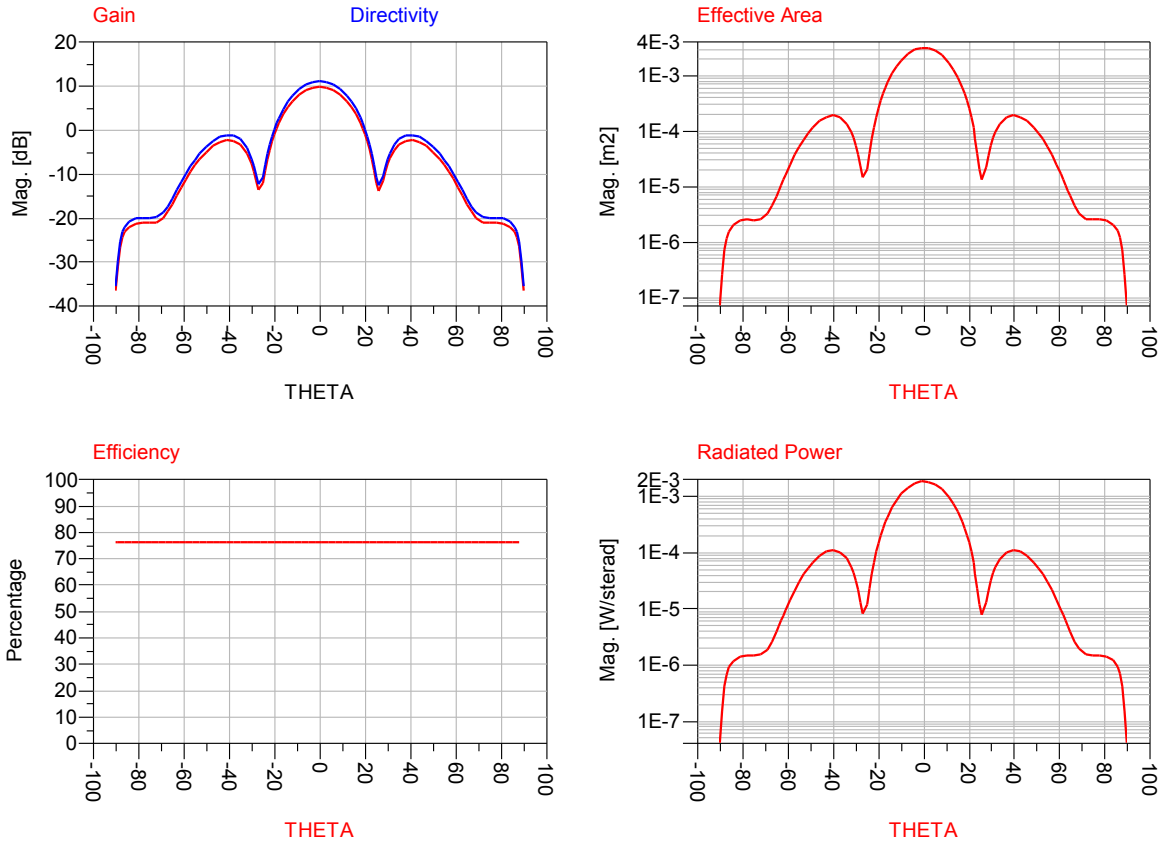 Gain Directivity
Mag. [dB]
20
10
0
-10
-20
-30
-40
-100 -80 -60 -40 -20 0 20 40 60 80 100
THETA
Effective Area
Mag. [m2]
4E-3
1E-3
1E-4
1E-5
1E-6
1E-7
-100 -80 -60 -40 -20 0 20 40 60 80 100
THETA
Efficiency
Percentage
100
90
80
70
60
50
40
30
20
10
0
-100 -80 -60 -40 -20 0 20 40 60 80 100
THETA
Radiated Power
Mag. [W/sterad]
2E-3
1E-3
1E-4
1E-5
1E-6
1E-7
-100 -80 -60 -40 -20 0 20 40 60 80 100
THETA